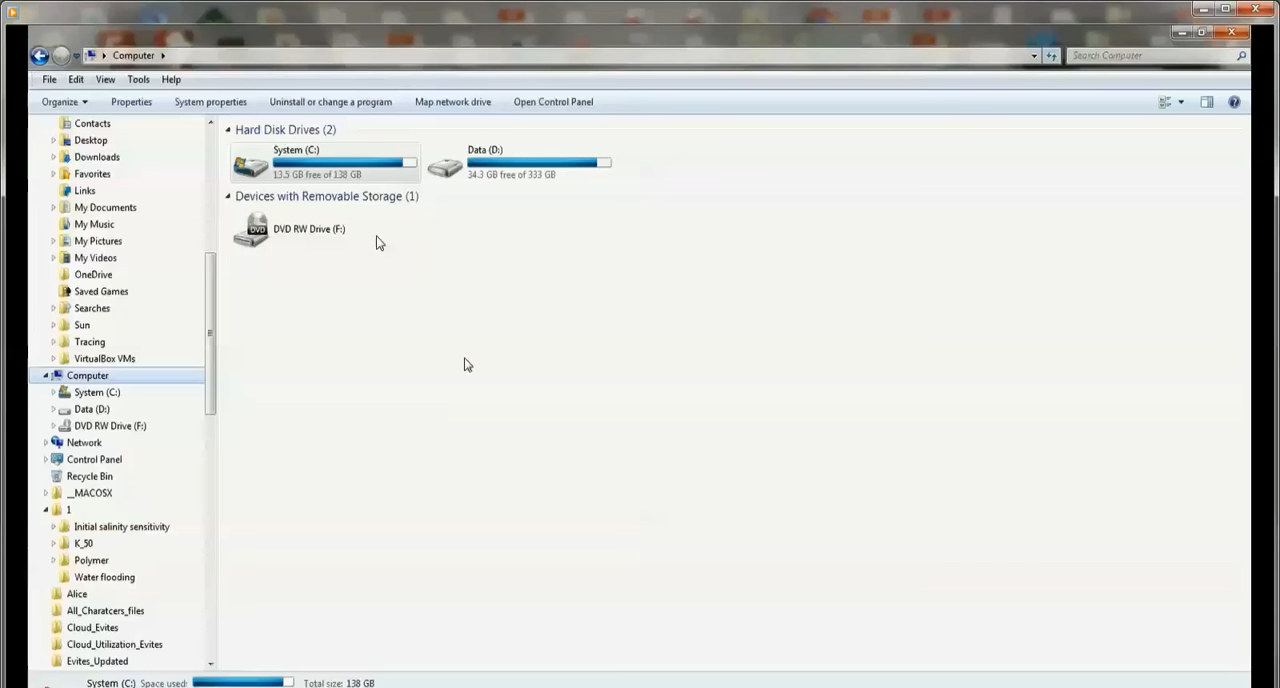 Computer
Search Computer
File Edit View Tools Help
Organize Properties System properties Uninstall or change a program Map network drive Open Control Panel
Contacts
Desktop
Downloads
Favorites
Links
My Documents
My Music
My Pictures
My Videos
OneDrive
Saved Games
Searches
Sun
Tracing
VirtualBox VMs
Computer
System (C:)
Data (D:)
DVD RW Drive (F:)
Network
Control Panel
Recycle Bin
__MACOSX
1
Initial salinity sensitivity
K_50
Polymer
Water flooding
Alice
All_Charatcers_files
Cloud_Evites
Cloud_Utilization_Evites
Evites_Updated
Hard Disk Drives (2)
System (C:)
13.5 GB free of 138 GB
Data (D:)
34.3 GB free of 333 GB
Devices with Removable Storage (1)
DVD
DVD RW Drive (F:)
System (C:) Space used: Total size: 138 GB